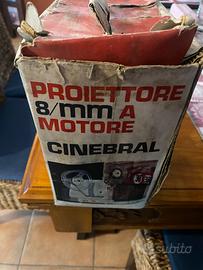 PROIETTORE
8/mm A
MOTORE
CINEBRAL
subito